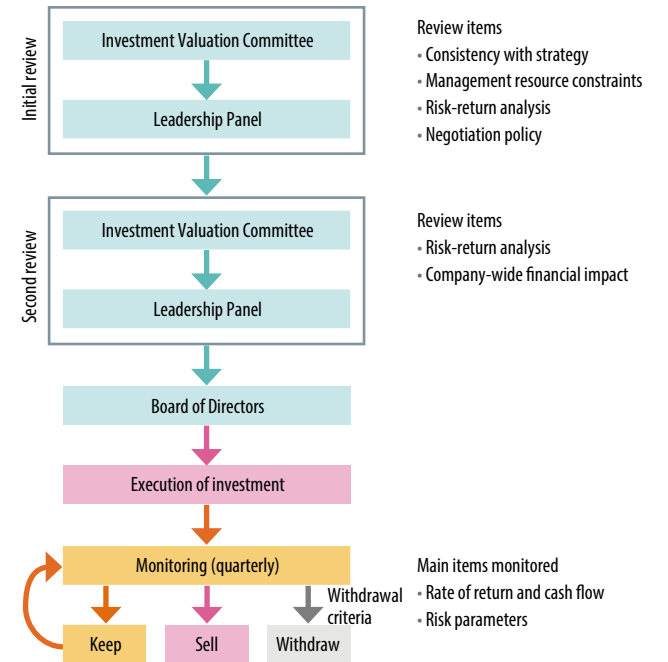 Initial review
Investment Valuation Committee
Leadership Panel
Review items
• Consistency with strategy
• Management resource constraints
• Risk-return analysis
• Negotiation policy
Second review
Investment Valuation Committee
Leadership Panel
Review items
• Risk-return analysis
• Company-wide financial impact
Board of Directors
Execution of investment
Monitoring (quarterly)
Main items monitored
• Rate of return and cash flow
• Risk parameters
Withdrawal
criteria
Keep
Sell
Withdraw